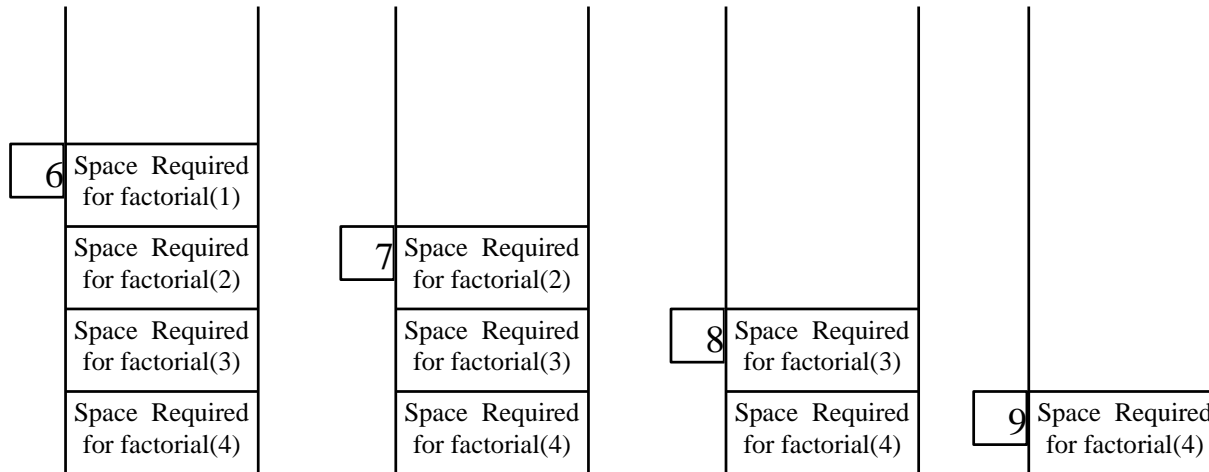 6
Space Required
for factorial(1)
Space Required
for factorial(2)
Space Required
for factorial(3)
Space Required
for factorial(4)
7
Space Required
for factorial(2)
Space Required
for factorial(3)
Space Required
for factorial(4)
8
Space Required
for factorial(3)
Space Required
for factorial(4)
9
Space Required
for factorial(4)